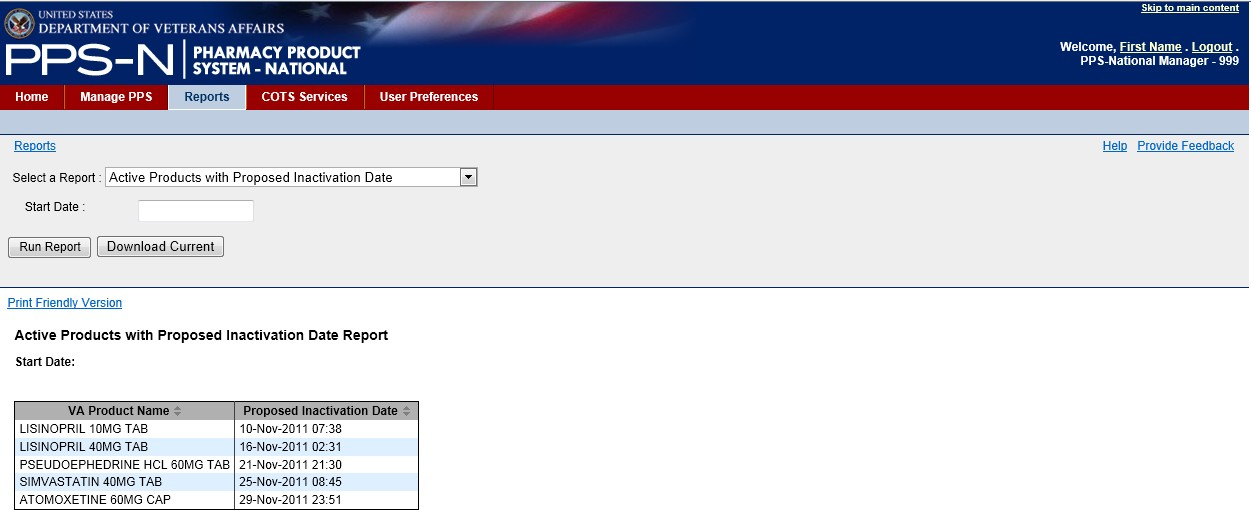 Skip to main content
UNITED STATES
DEPARTMENT OF VETERANS AFFAIRS
PPS-N PHARMACY PRODUCT SYSTEM - NATIONAL
Welcome, First Name . Logout .
PPS-National Manager - 999
Home Manage PPS Reports COTS Services User Preferences
Reports Help Provide Feedback
Select a Report : Active Products with Proposed Inactivation Date
Start Date :
Run Report Download Current
Print Friendly Version
Active Products with Proposed Inactivation Date Report
Start Date:
VA Product Name Proposed Inactivation Date
LISINOPRIL 10MG TAB 10-Nov-2011 07:38
LISINOPRIL 40MG TAB 16-Nov-2011 02:31
PSEUDOEPHEDRINE HCL 60MG TAB 21-Nov-2011 21:30
SIMVASTATIN 40MG TAB 25-Nov-2011 08:45
ATOMOXETINE 60MG CAP 29-Nov-2011 23:51